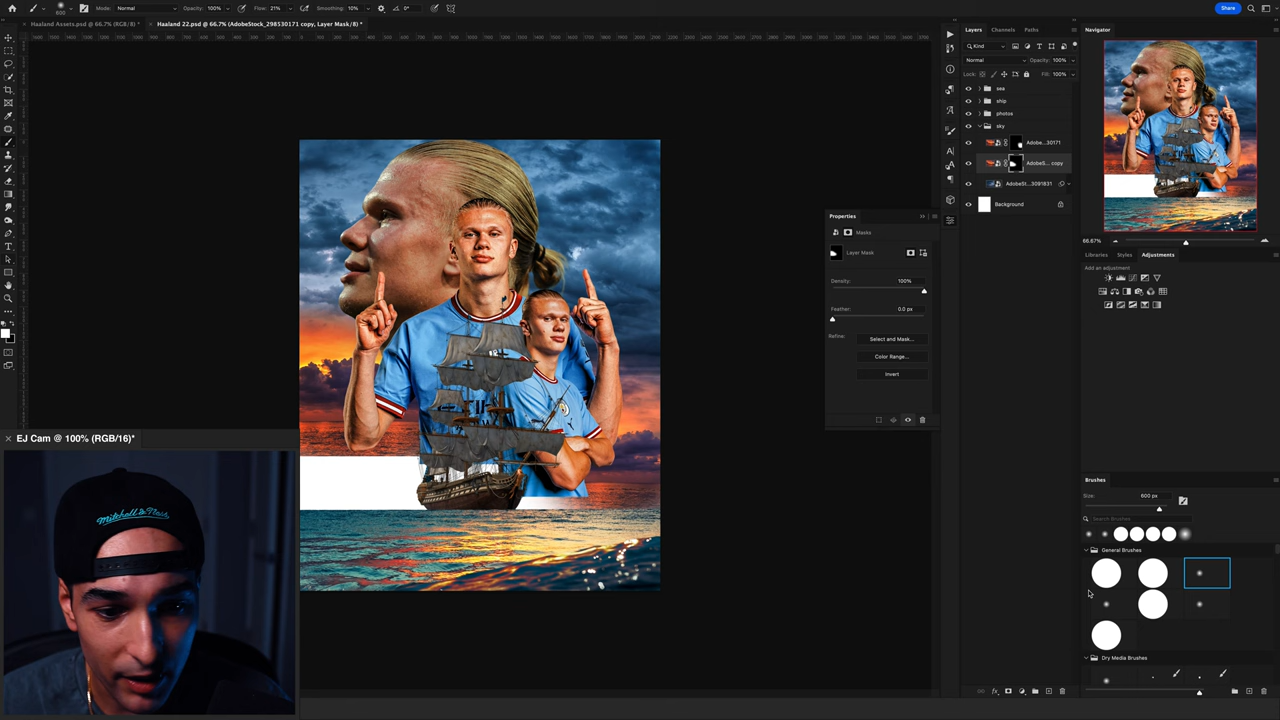 Mode: Normal Opacity: 100% Flow: 21% Smoothing: 10% 0°
Share
Haaland Assets.psd @ 66.7% (RGB/8) *
Haaland 22.psd @ 66.7% (AdobeStock_298530171 copy, Layer Mask/8) *
Layers Channels Paths
Kind
Normal Opacity: 100%
Lock: Fill: 100%
sea
ship
photos
sky
Adobe...30171
AdobeS... copy
AdobeSt...3091831
Background
Properties
Masks
Layer Mask
Density: 100%
Feather: 0.0 px
Refine: Select and Mask...
Color Range...
Invert
Navigator
66.67%
Libraries Styles Adjustments
Add an adjustment
Brushes
Size: 600 px
Search Brushes
General Brushes
Dry Media Brushes
EJ Cam @ 100% (RGB/16)*
Mitchell & Ness